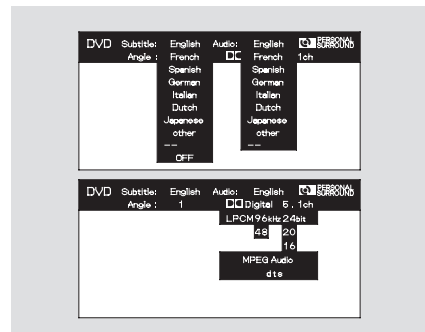 DVD Subtitle: English Audio: English PERSONAL SURROUND
Angle : French French 1ch
Spanish Spanish
German German
Italian Italian
Dutch Dutch
Japanese Japanese
other other
-- --
OFF
DVD Subtitle: English Audio: English PERSONAL SURROUND
Angle : 1 Digital 5 . 1ch
LPCM 96kHz 24bit
48 20
16
MPEG Audio
dts